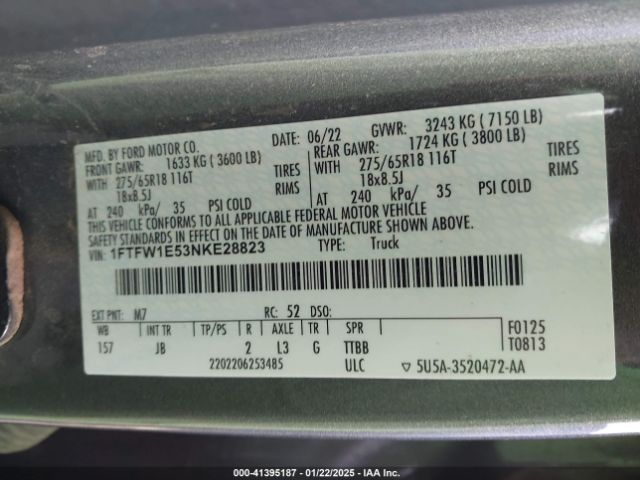 MFD. BY FORD MOTOR CO. DATE: 06/22 GVWR: 3243 KG ( 7150 LB)
FRONT GAWR: 1633 KG ( 3600 LB) REAR GAWR: 1724 KG ( 3800 LB)
WITH 275/65R18 116T TIRES WITH 275/65R18 116T TIRES
18x8.5J RIMS 18x8.5J RIMS
AT 240 kPa/ 35 PSI COLD AT 240 kPa/ 35 PSI COLD
THIS VEHICLE CONFORMS TO ALL APPLICABLE FEDERAL MOTOR VEHICLE
SAFETY STANDARDS IN EFFECT ON THE DATE OF MANUFACTURE SHOWN ABOVE.
VIN: 1FTFW1E53NKE28823 TYPE: Truck
EXT PNT: M7 RC: 52 DSO:
WB INT TR TP/PS R AXLE TR SPR F0125
157 JB 2 L3 G TTBB T0813
2202206253485 ULC ▽ 5U5A-3520472-AA
000-41395187 - 01/22/2025 - IAAI.CA